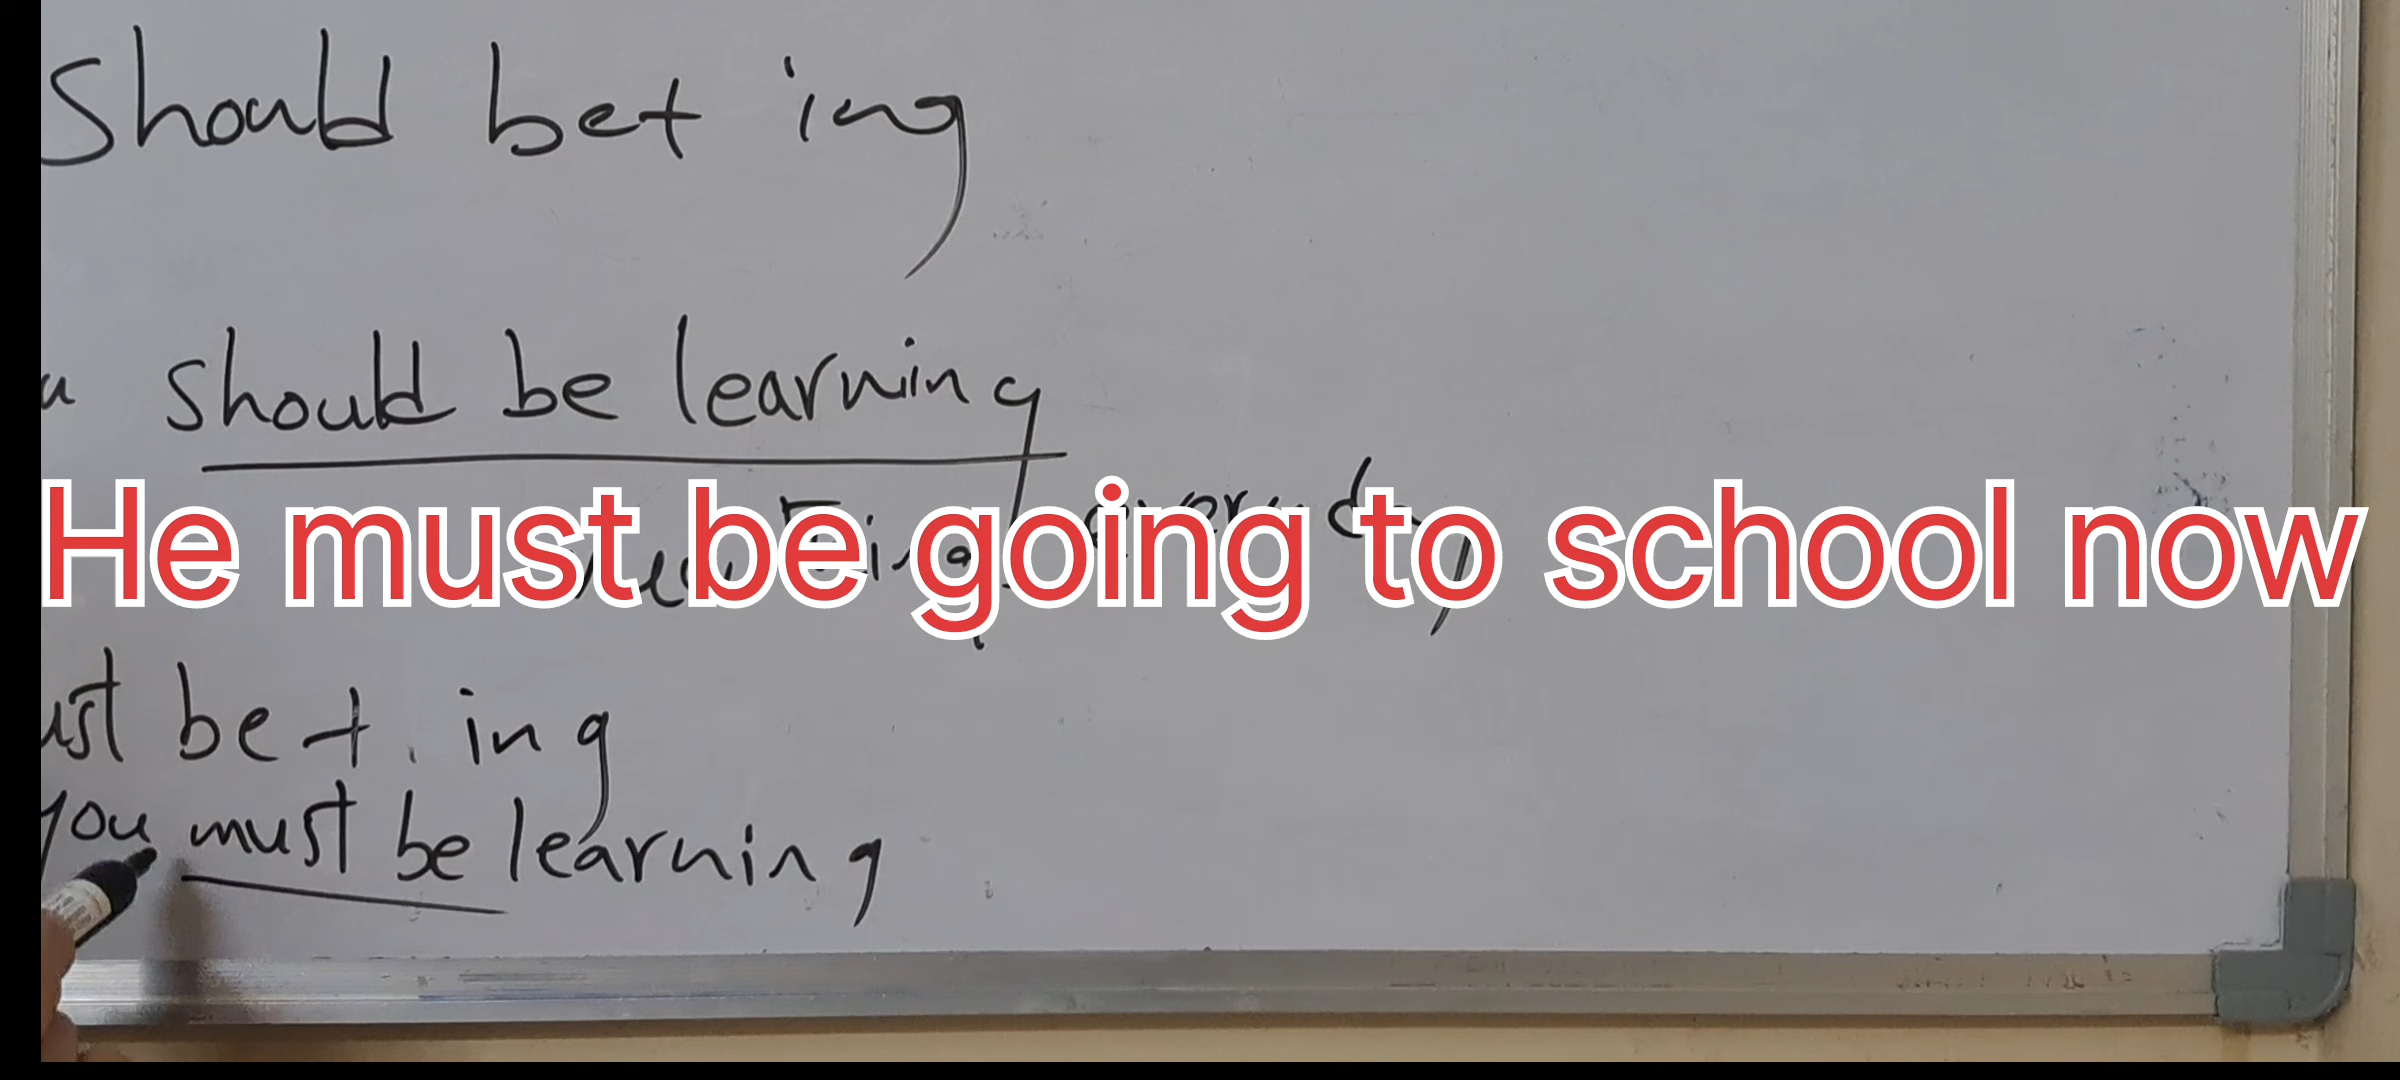 Should be + ing
should be learning
He must be going to school now
be + ing
you must be learning